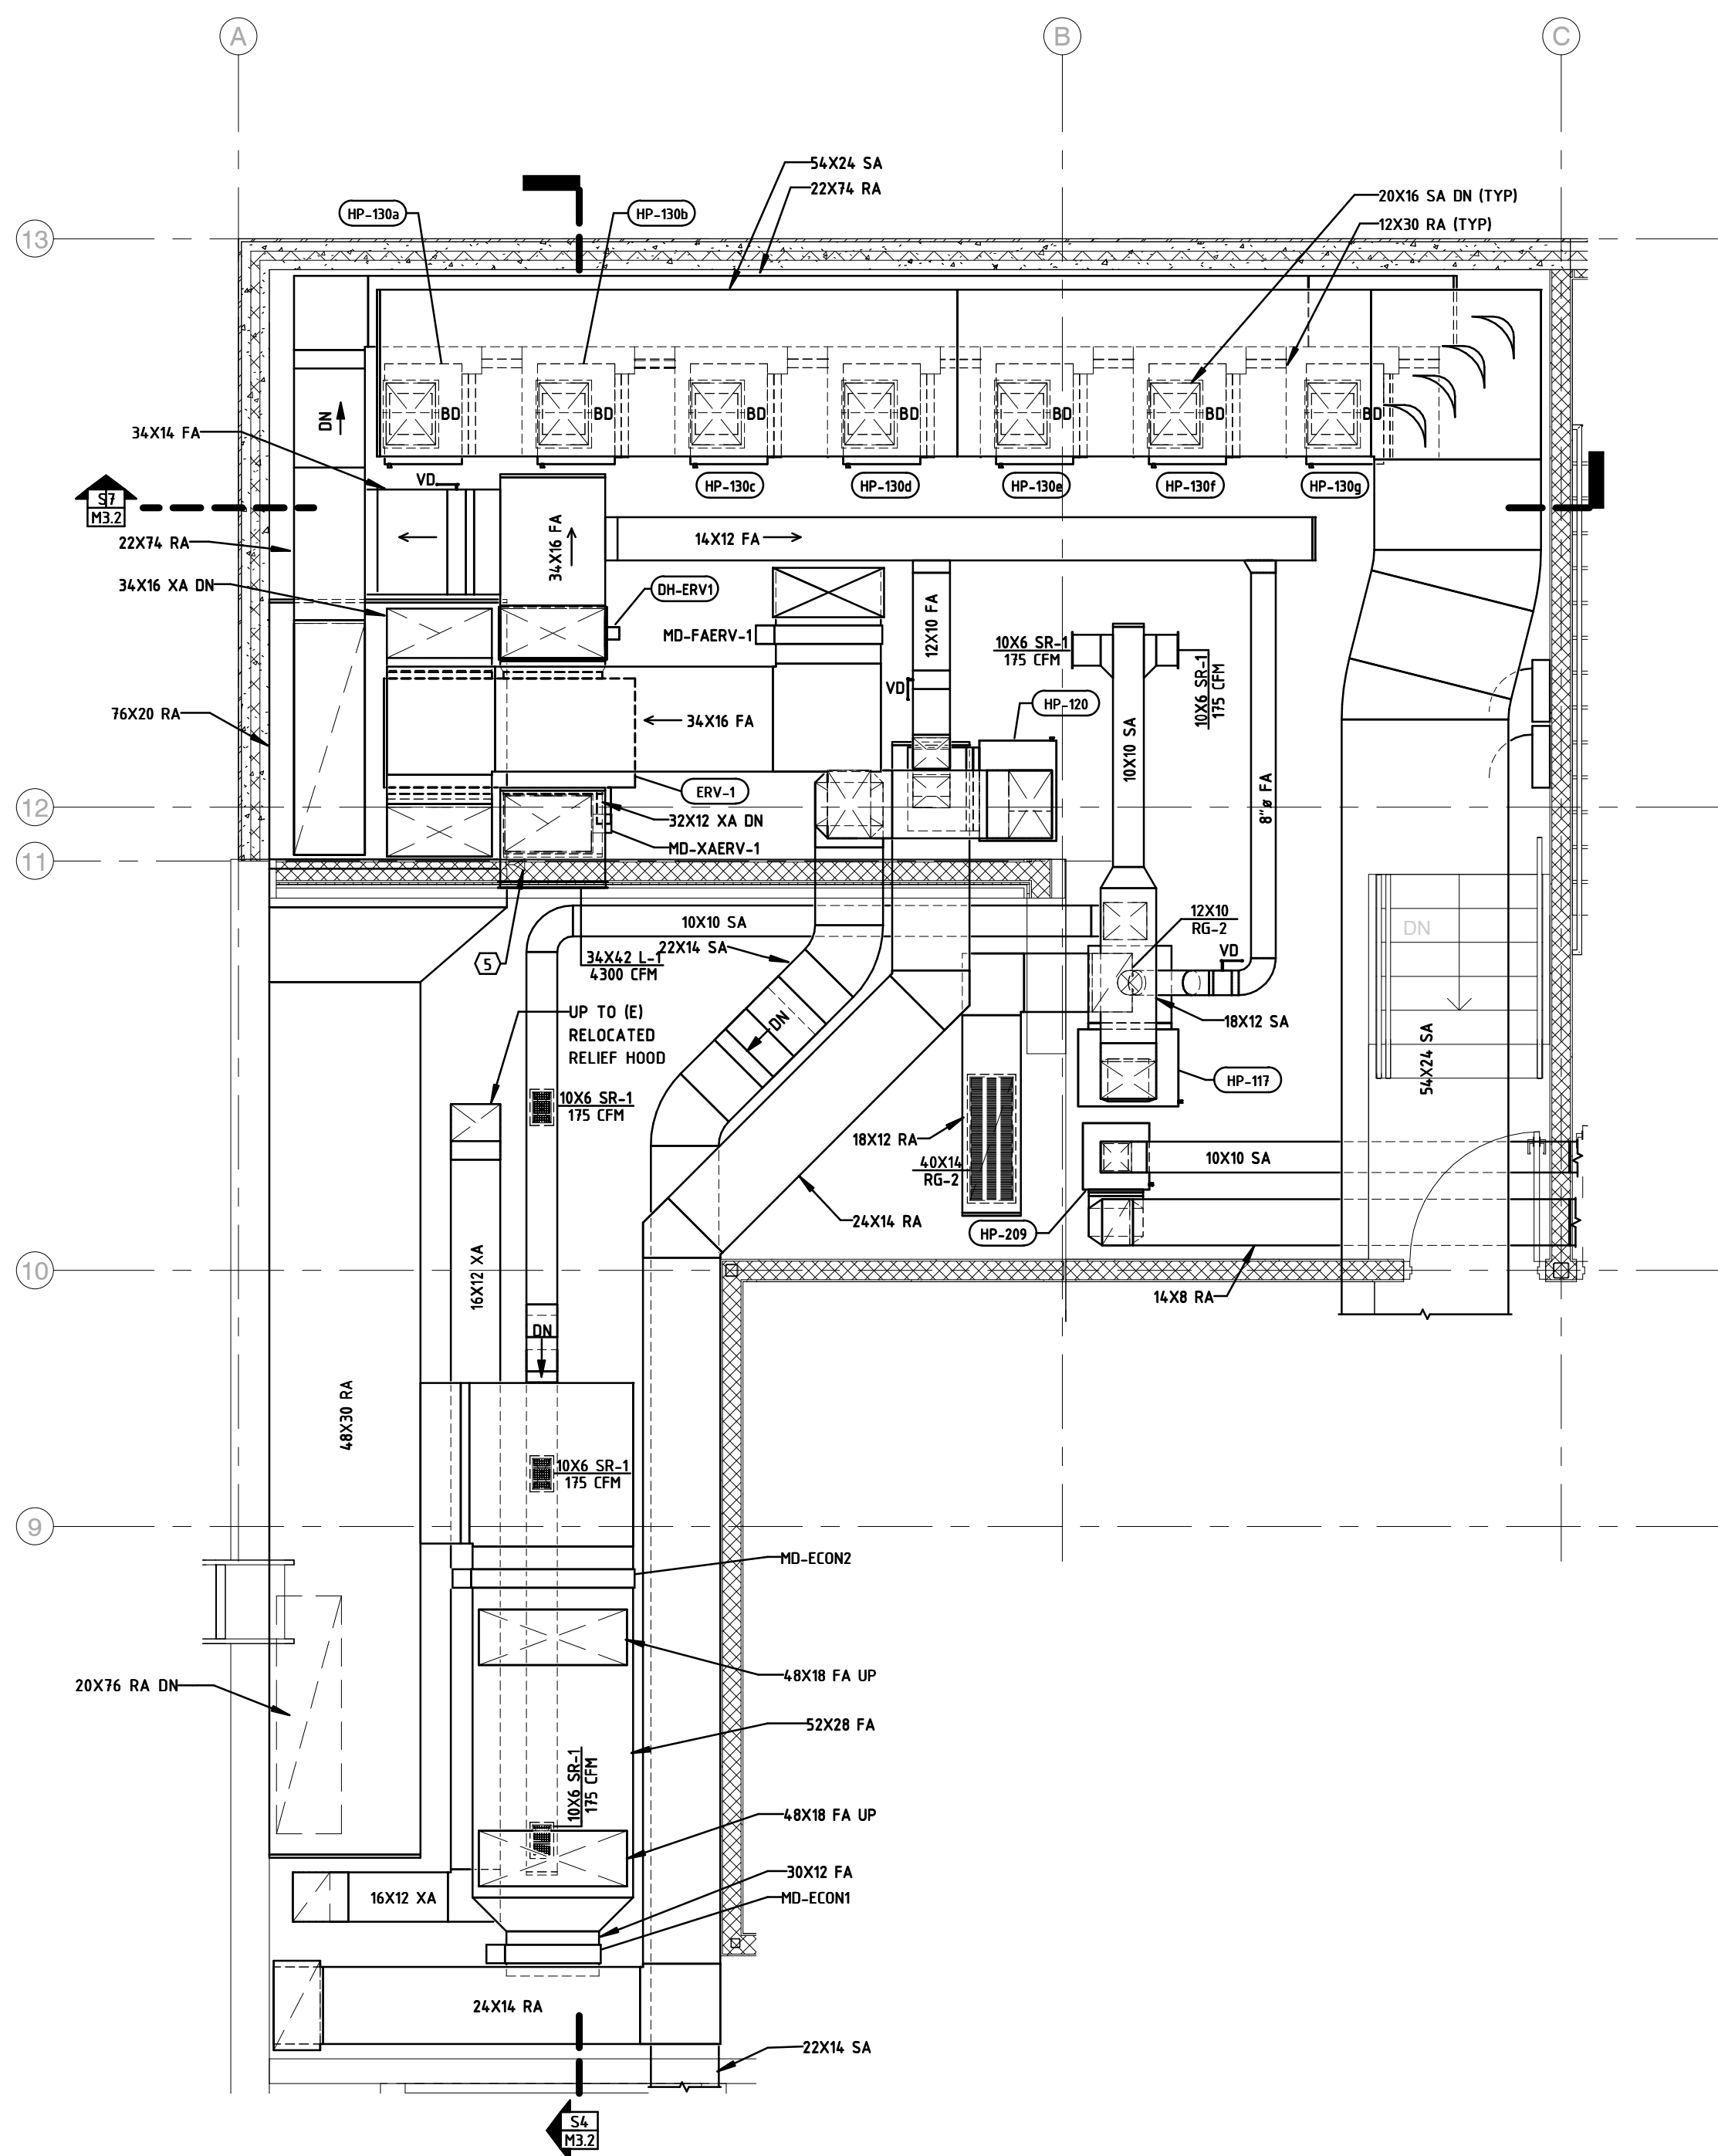 A
B
C
54X24 SA
22X74 RA
20X16 SA DN (TYP)
12X30 RA (TYP)
HP-130a
HP-130b
13
DN
BD
BD
BD
BD
BD
BD
BD
34X14 FA
VD
HP-130c
HP-130d
HP-130e
HP-130f
HP-130g
S7
M3.2
22X74 RA
34X16 FA
14X12 FA
34X16 XA DN
DH-ERV1
MD-FAERV-1
12X10 FA
10X6 SR-1
175 CFM
10X6 SR-1
175 CFM
VD
HP-120
76X20 RA
34X16 FA
10X10 SA
ERV-1
8"ø FA
12
32X12 XA DN
MD-XAERV-1
11
10X10 SA
22X14 SA
12X10
RG-2
VD
DN
5
34X42 L-1
4300 CFM
UP TO (E)
RELOCATED
RELIEF HOOD
DN
18X12 SA
54X24 SA
HP-117
10X6 SR-1
175 CFM
18X12 RA
40X14
RG-2
10X10 SA
24X14 RA
HP-209
16X12 XA
10
14X8 RA
DN
48X30 RA
10X6 SR-1
175 CFM
9
MD-ECON2
20X76 RA DN
48X18 FA UP
52X28 FA
10X6 SR-1
175 CFM
48X18 FA UP
30X12 FA
16X12 XA
MD-ECON1
24X14 RA
22X14 SA
S4
M3.2